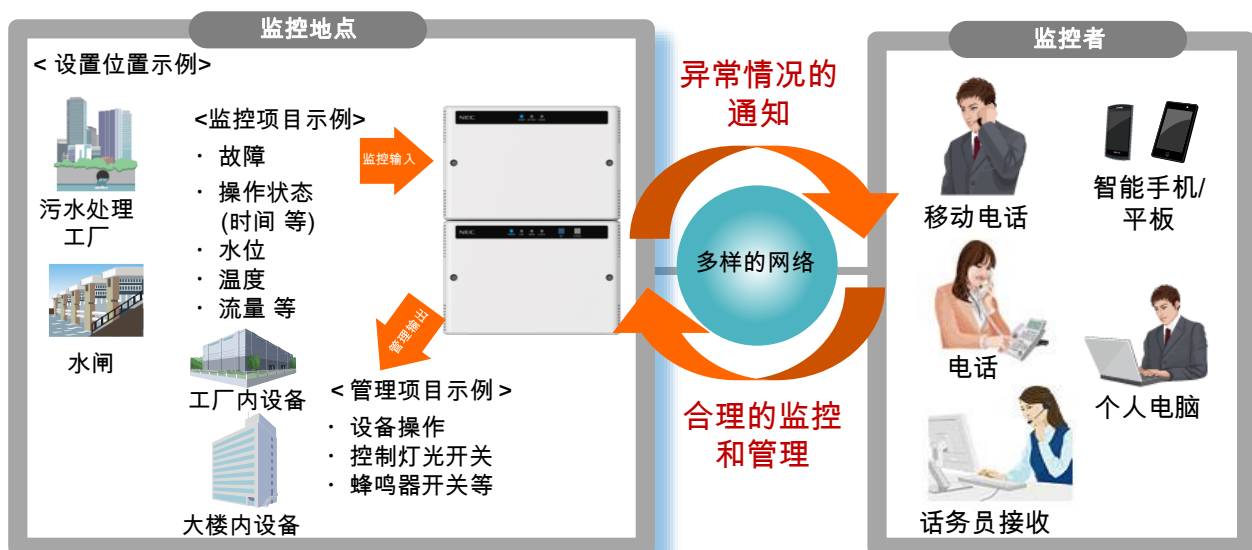 监控地点
< 设置位置示例>
污水处理
工厂
水闸
<监控项目示例>
· 故障
· 操作状态
(时间 等)
· 水位
· 温度
· 流量 等
工厂内设备
大楼内设备
监控输入
NEC
NEC
管理输出
< 管理项目示例 >
· 设备操作
· 控制灯光开关
· 蜂鸣器开关等
异常情况的
通知
多样的网络
合理的监控
和管理
监控者
移动电话
智能手机/
平板
电话
个人电脑
话务员接收